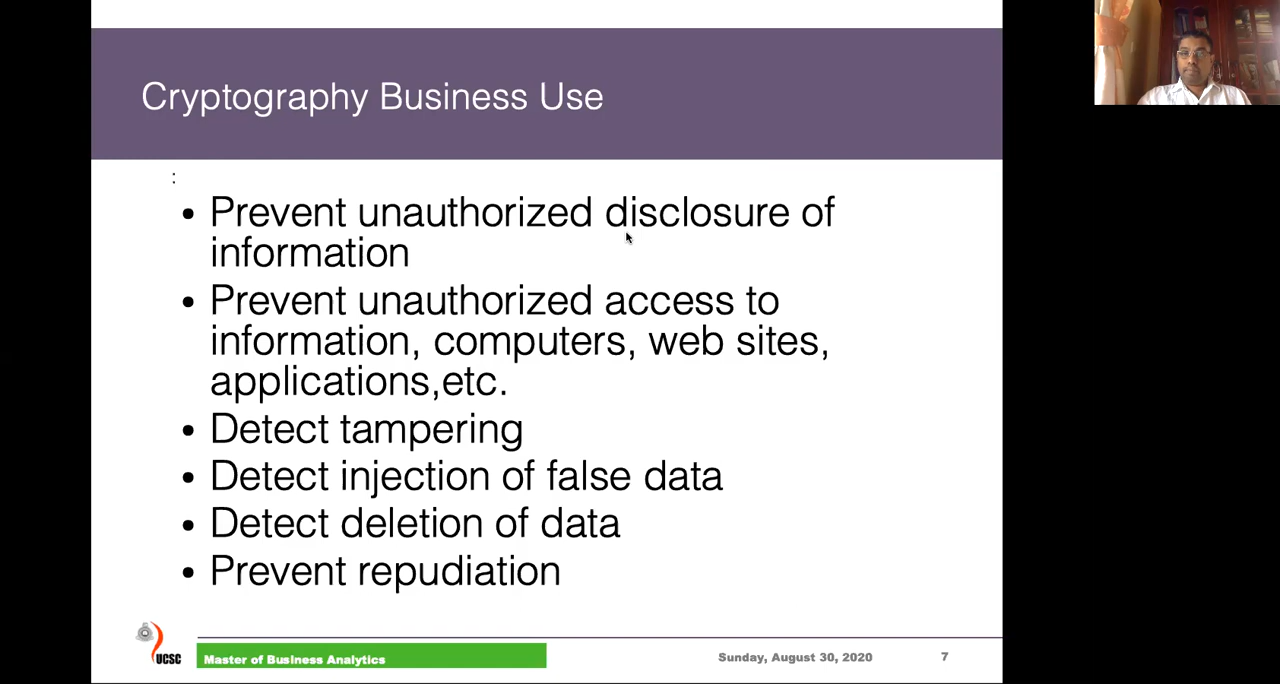 Cryptography Business Use
:
• Prevent unauthorized disclosure of
information
• Prevent unauthorized access to
information, computers, web sites,
applications,etc.
• Detect tampering
• Detect injection of false data
• Detect deletion of data
• Prevent repudiation
UCSC
Master of Business Analytics
Sunday, August 30, 2020
7